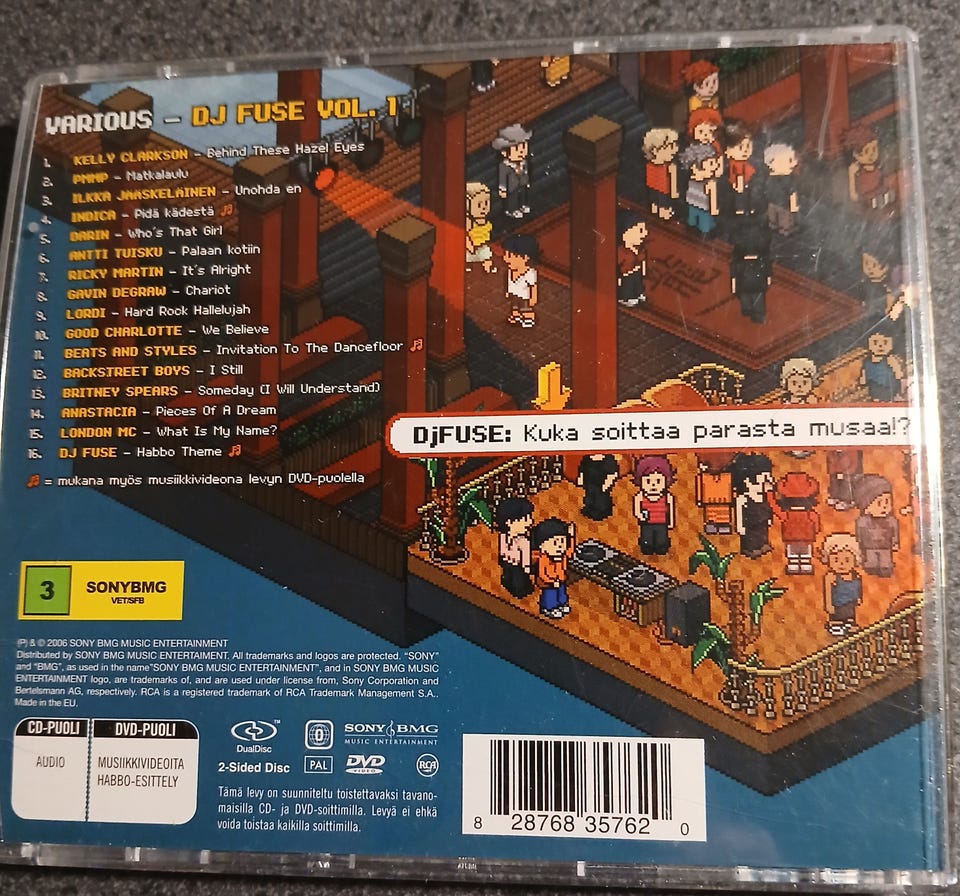 VARIOUS – DJ FUSE VOL. 1
1. KELLY CLARKSON – Behind These Hazel Eyes
2. PMMP – Matkalaulu
3. ILKKA JÄÄSKELÄINEN – Unohda en
4. INDICA – Pidä kädestä
5. DARIN – Who's That Girl
6. ANTTI TUISKU – Palaan kotiin
7. RICKY MARTIN – It's Alright
8. GAVIN DEGRAW – Chariot
9. LORDI – Hard Rock Hallelujah
10. GOOD CHARLOTTE – We Believe
11. BEATS AND STYLES – Invitation To The Dancefloor
12. BACKSTREET BOYS – I Still
13. BRITNEY SPEARS – Someday (I Will Understand)
14. ANASTACIA – Pieces Of A Dream
15. LONDON MC – What Is My Name?
16. DJ FUSE – Habbo Theme
= mukana myös musiikkivideona levyn DVD-puolella
DjFUSE: Kuka soittaa parasta musaa!?
3 SONYBMG
VET/SFB
(P) & © 2006 SONY BMG MUSIC ENTERTAINMENT
Distributed by SONY BMG MUSIC ENTERTAIMENT. All trademarks and logos are protected. "SONY"
and "BMG", as used in the name"SONY BMG MUSIC ENTERTAINMENT", and in SONY BMG MUSIC
ENTERTAINMENT logo, are trademarks of, and are used under license from, Sony Corporation and
Bertelsmann AG, respectively. RCA is a registered trademark of RCA Trademark Management S.A..
Made in the EU.
CD-PUOLI DVD-PUOLI
AUDIO MUSIIKKIVIDEOITA
HABBO-ESITTELY
DualDisc
2-Sided Disc
0
SONY BMG
MUSIC ENTERTAINMENT
PAL DVD VIDEO RCA
Tämä levy on suunniteltu toistettavaksi tavano-
maisilla CD- ja DVD-soittimilla. Levyä ei ehkä
voida toistaa kaikilla soittimilla.
8 28768 35762 0